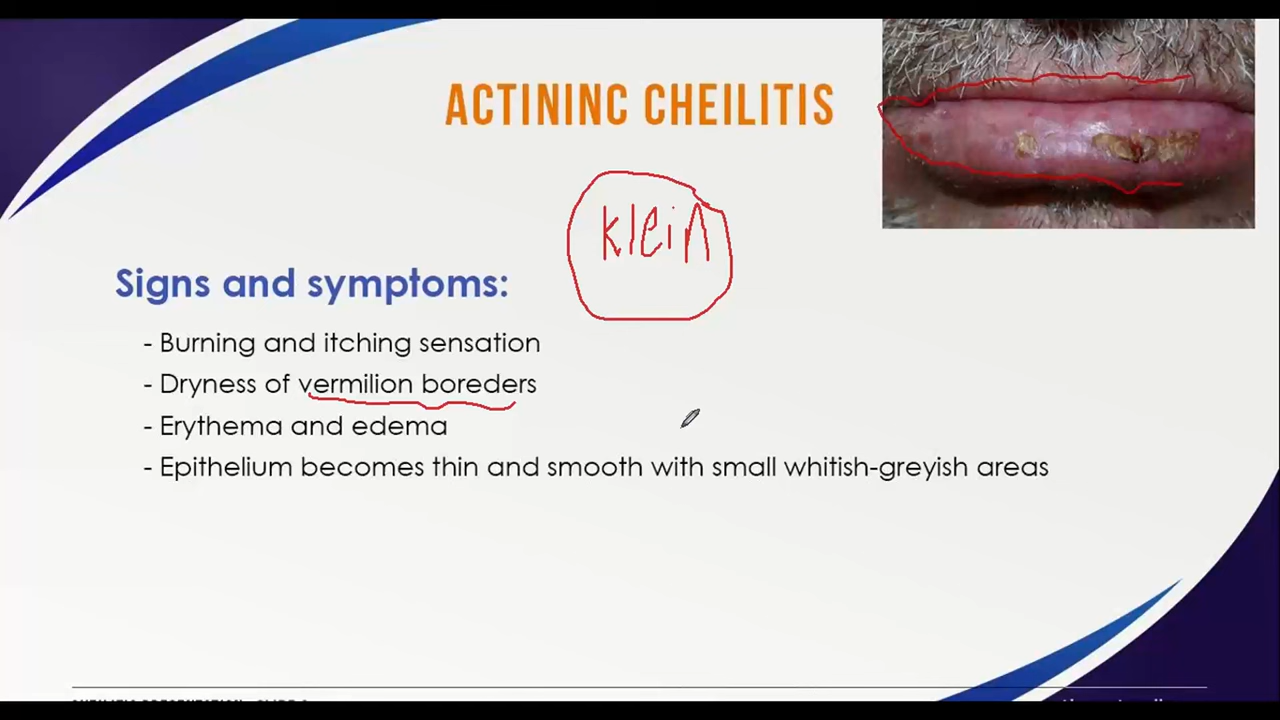 ACTININC CHEILITIS
klein
Signs and symptoms:
- Burning and itching sensation
- Dryness of vermilion boreders
- Erythema and edema
- Epithelium becomes thin and smooth with small whitish-greyish areas